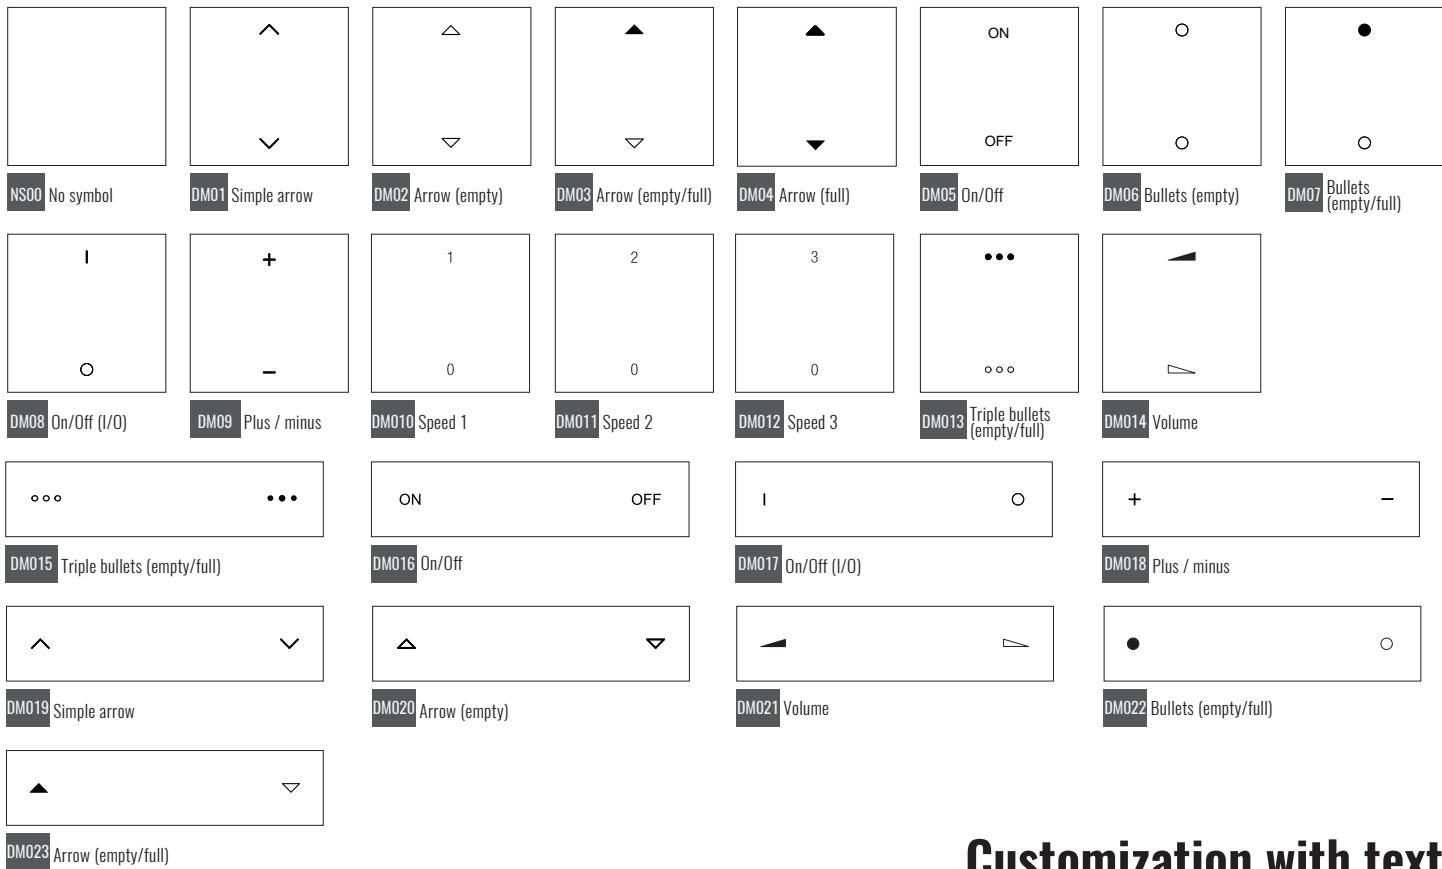 ON
OFF
NS00 No symbol
DM01 Simple arrow
DM02 Arrow (empty)
DM03 Arrow (empty/full)
DM04 Arrow (full)
DM05 On/Off
DM06 Bullets (empty)
DM07 Bullets
(empty/full)
I
O
+
–
1
0
2
0
3
0
DM08 On/Off (I/O)
DM09 Plus / minus
DM010 Speed 1
DM011 Speed 2
DM012 Speed 3
DM013 Triple bullets
(empty/full)
DM014 Volume
ON OFF
I O
+ –
DM015 Triple bullets (empty/full)
DM016 On/Off
DM017 On/Off (I/O)
DM018 Plus / minus
DM019 Simple arrow
DM020 Arrow (empty)
DM021 Volume
DM022 Bullets (empty/full)
DM023 Arrow (empty/full)
Customization with text